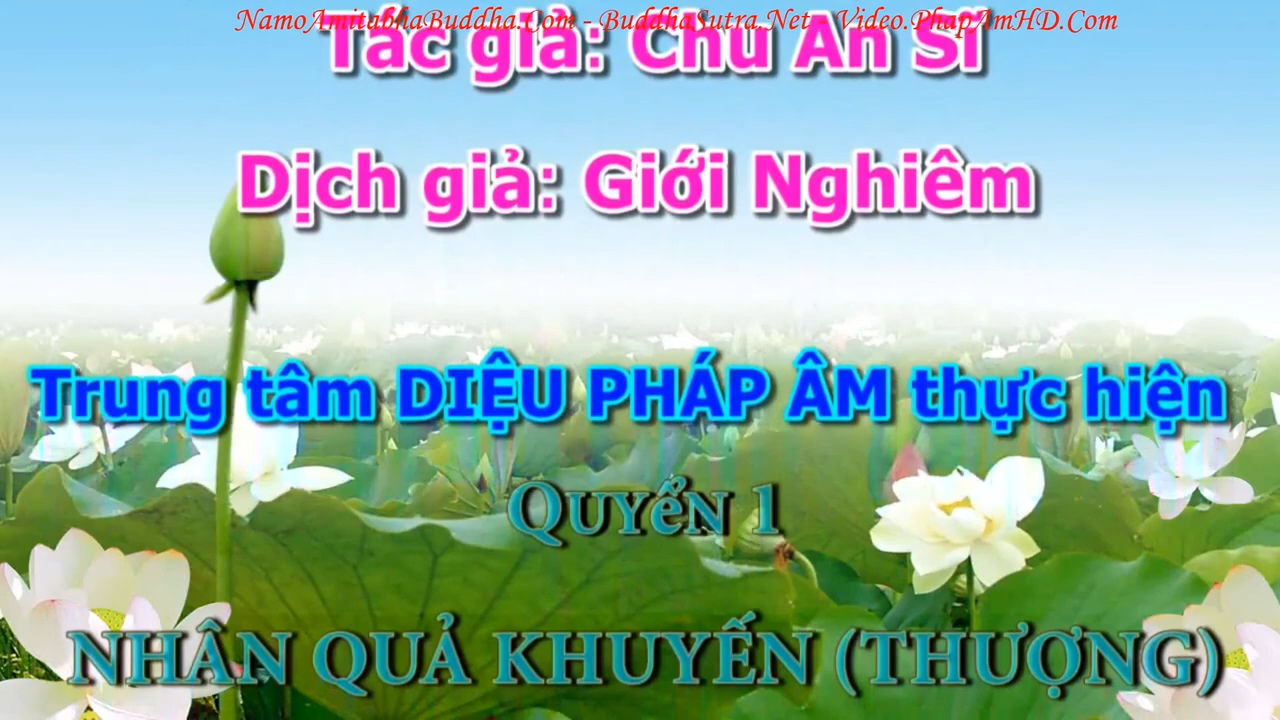 NamoAmitabhaBuddha.Com - BuddhaSutra.Net - Video.PhapAmHD.Com
Tác giả: Chu An Sĩ
Dịch giả: Giới Nghiêm
Trung tâm DIỆU PHÁP ÂM thực hiện
QUYỂN 1
NHÂN QUẢ KHUYẾN (THƯỢNG)